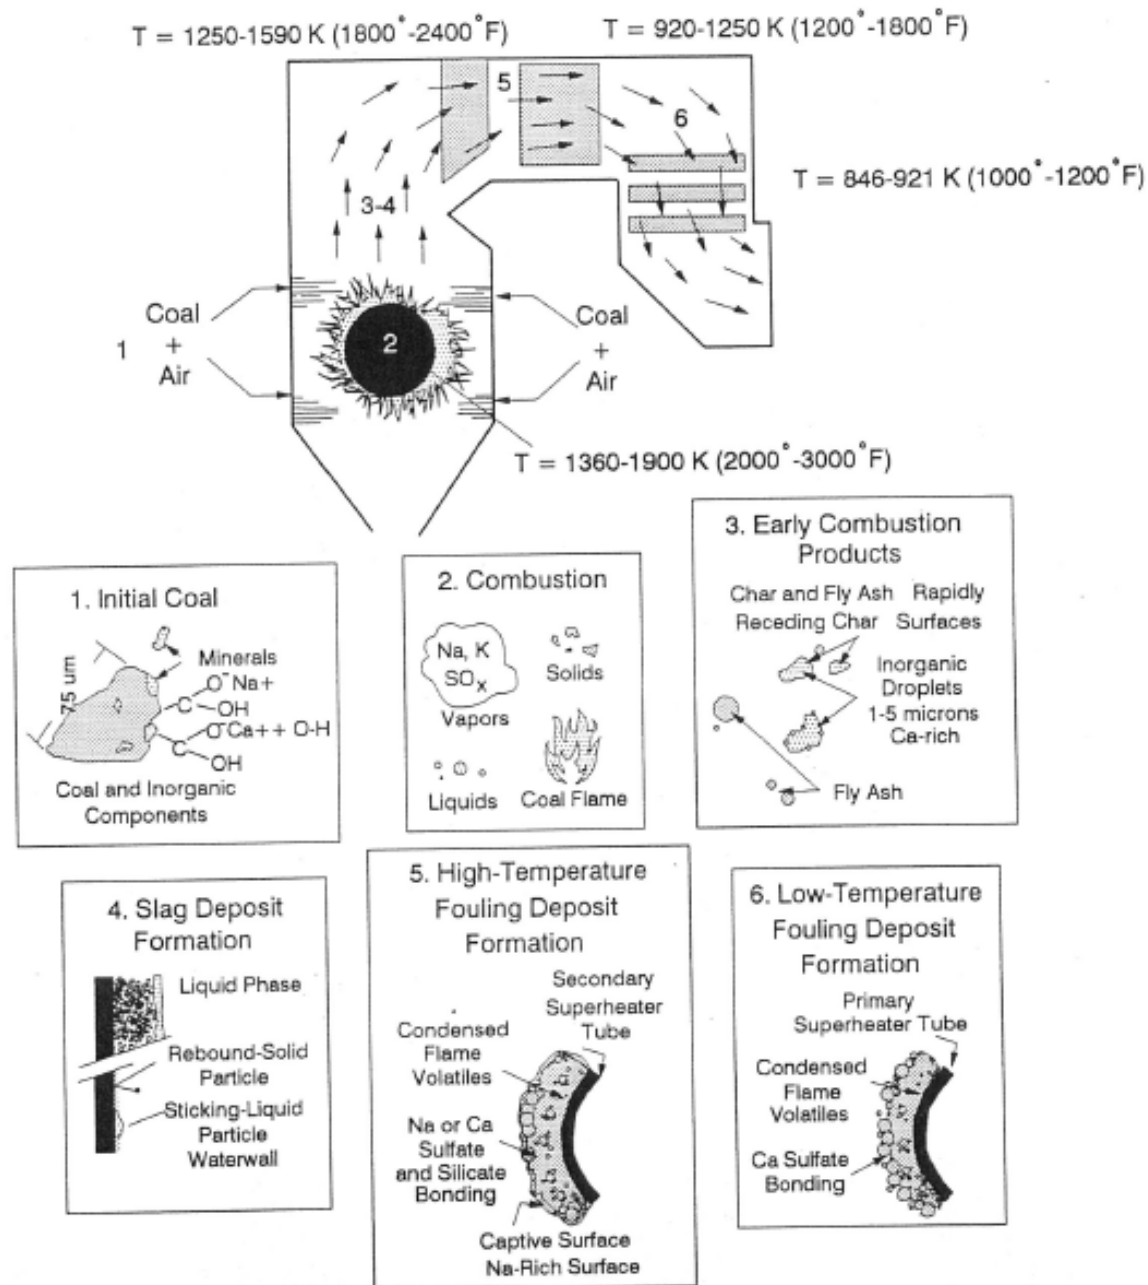 T = 1250-1590 K (1800°-2400°F)
T = 920-1250 K (1200°-1800°F)
5
6
T = 846-921 K (1000°-1200°F)
3-4
1
Coal
+
Air
2
Coal
+
Air
T = 1360-1900 K (2000°-3000°F)
1. Initial Coal
75 um
Minerals
O⁻ Na+
C
OH
O⁻ Ca++ O-H
C
OH
Coal and Inorganic
Components
2. Combustion
Na, K
SOₓ
Vapors
Solids
Liquids
Coal Flame
3. Early Combustion
Products
Char and Fly Ash Rapidly
Receding Char Surfaces
Inorganic
Droplets
1-5 microns
Ca-rich
Fly Ash
4. Slag Deposit
Formation
Liquid Phase
Rebound-Solid
Particle
Sticking-Liquid
Particle
Waterwall
5. High-Temperature
Fouling Deposit
Formation
Secondary
Superheater
Tube
Condensed
Flame
Volatiles
Na or Ca
Sulfate
and Silicate
Bonding
Captive Surface
Na-Rich Surface
6. Low-Temperature
Fouling Deposit
Formation
Primary
Superheater Tube
Condensed
Flame
Volatiles
Ca Sulfate
Bonding